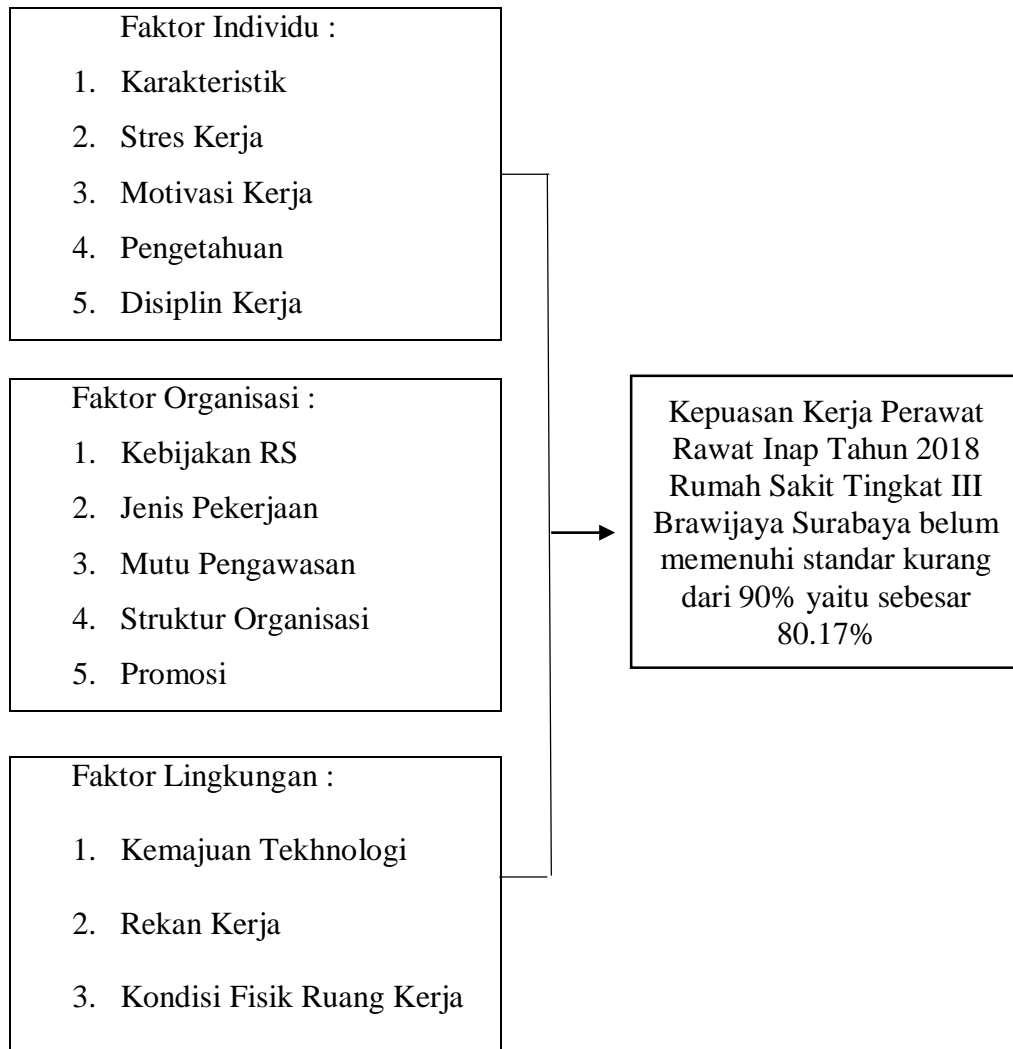 Faktor Individu :
1. Karakteristik
2. Stres Kerja
3. Motivasi Kerja
4. Pengetahuan
5. Disiplin Kerja
Faktor Organisasi :
1. Kebijakan RS
2. Jenis Pekerjaan
3. Mutu Pengawasan
4. Struktur Organisasi
5. Promosi
Faktor Lingkungan :
1. Kemajuan Tekhnologi
2. Rekan Kerja
3. Kondisi Fisik Ruang Kerja
Kepuasan Kerja Perawat
Rawat Inap Tahun 2018
Rumah Sakit Tingkat III
Brawijaya Surabaya belum
memenuhi standar kurang
dari 90% yaitu sebesar
80.17%